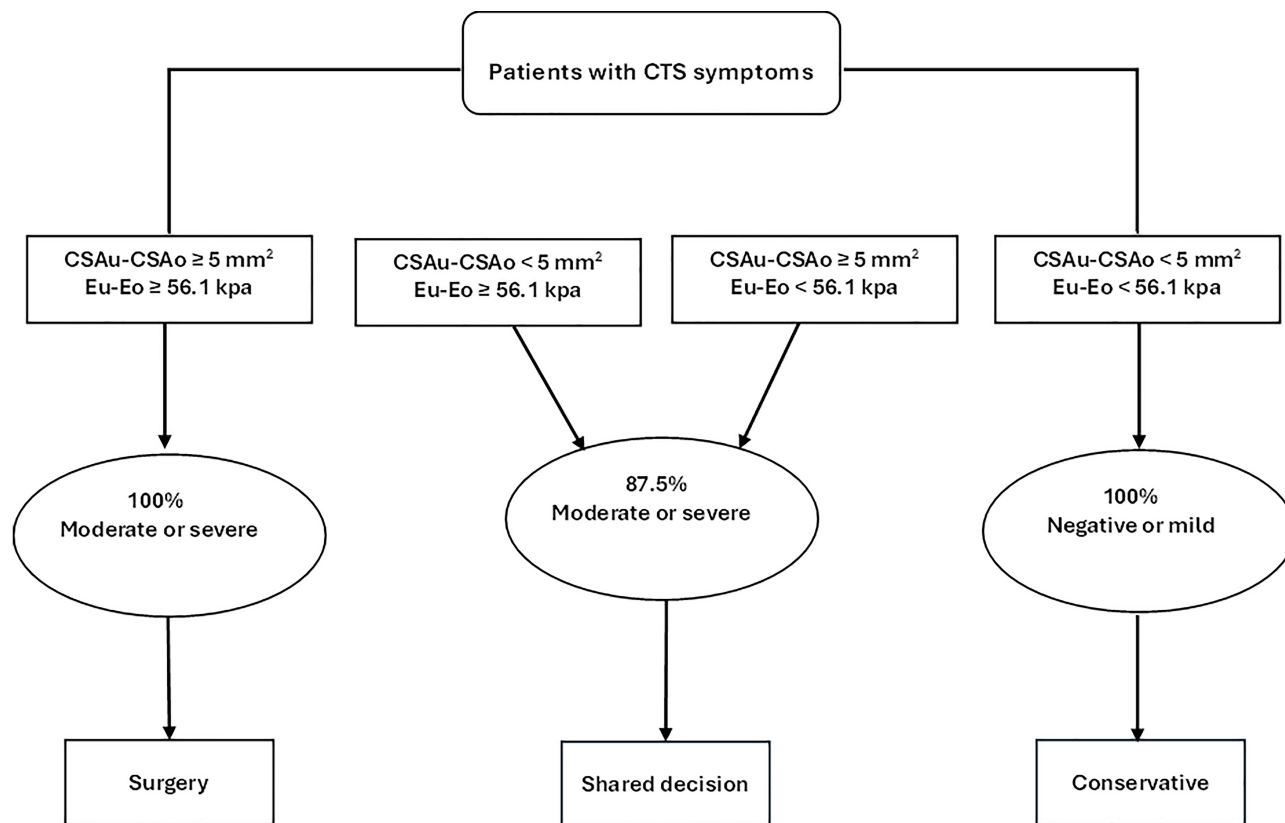 Patients with CTS symptoms
CSAu-CSAo ≥ 5 mm²
Eu-Eo ≥ 56.1 kpa
CSAu-CSAo < 5 mm²
Eu-Eo ≥ 56.1 kpa
CSAu-CSAo ≥ 5 mm²
Eu-Eo < 56.1 kpa
CSAu-CSAo < 5 mm²
Eu-Eo < 56.1 kpa
100%
Moderate or severe
87.5%
Moderate or severe
100%
Negative or mild
Surgery
Shared decision
Conservative